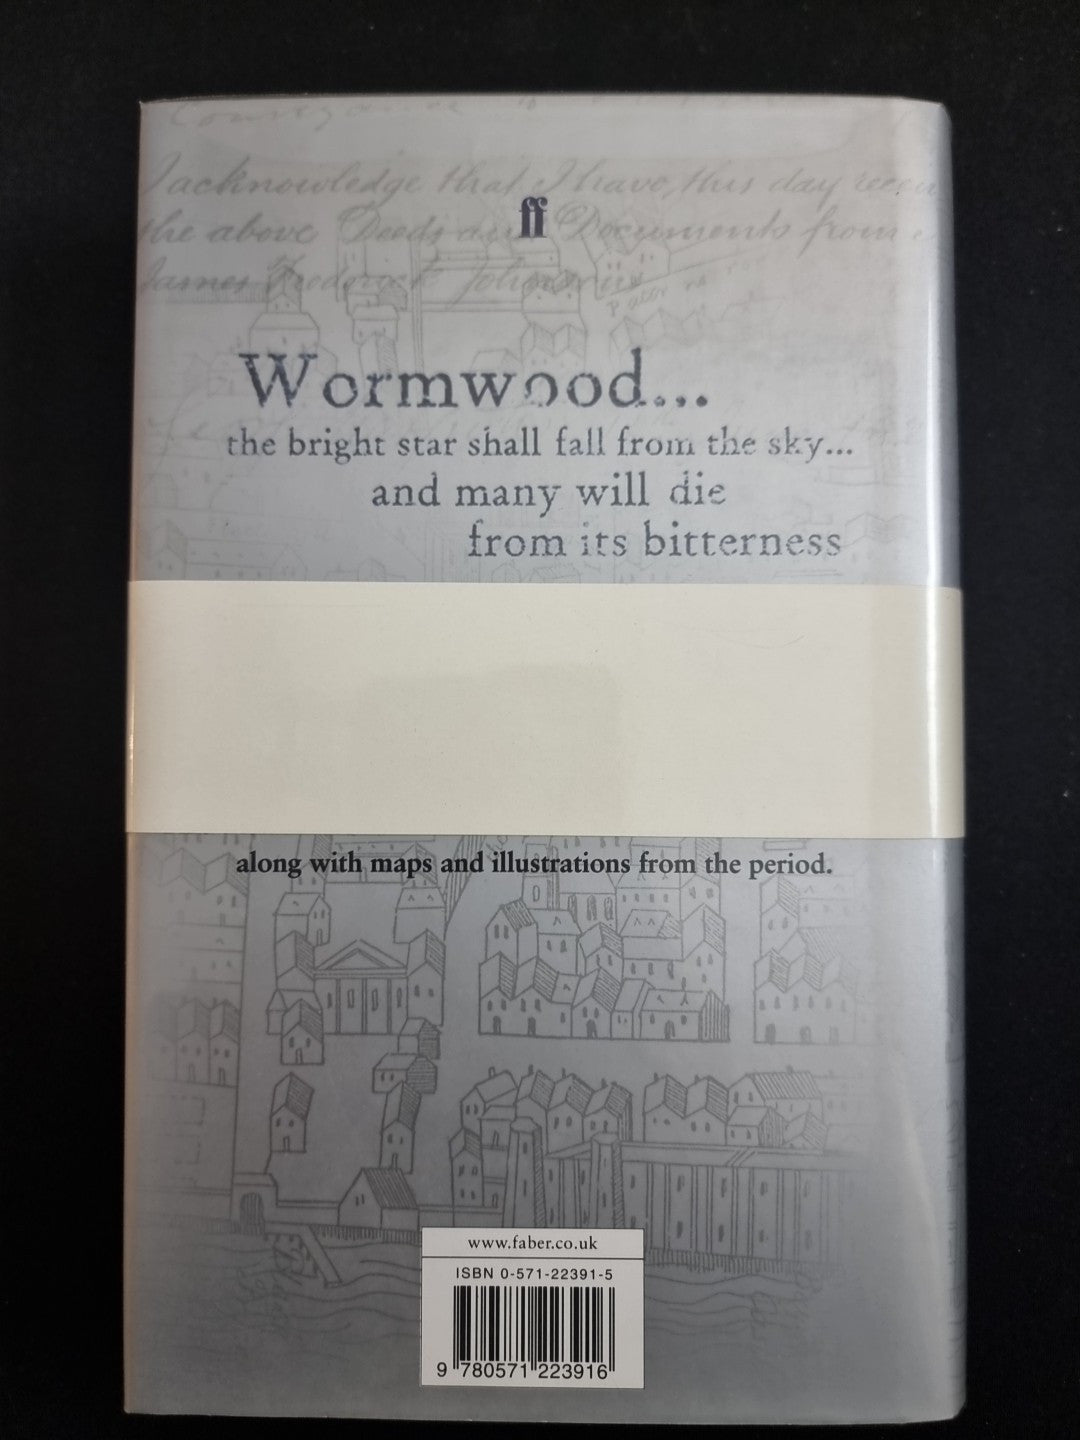 I acknowledge that I have this day
the above Deeds and Documents from
James Frederick
ff
Wormwood...
the bright star shall fall from the sky...
and many will die
from its bitterness
along with maps and illustrations from the period.
www.faber.co.uk
ISBN 0-571-22391-5
9 780571 223916